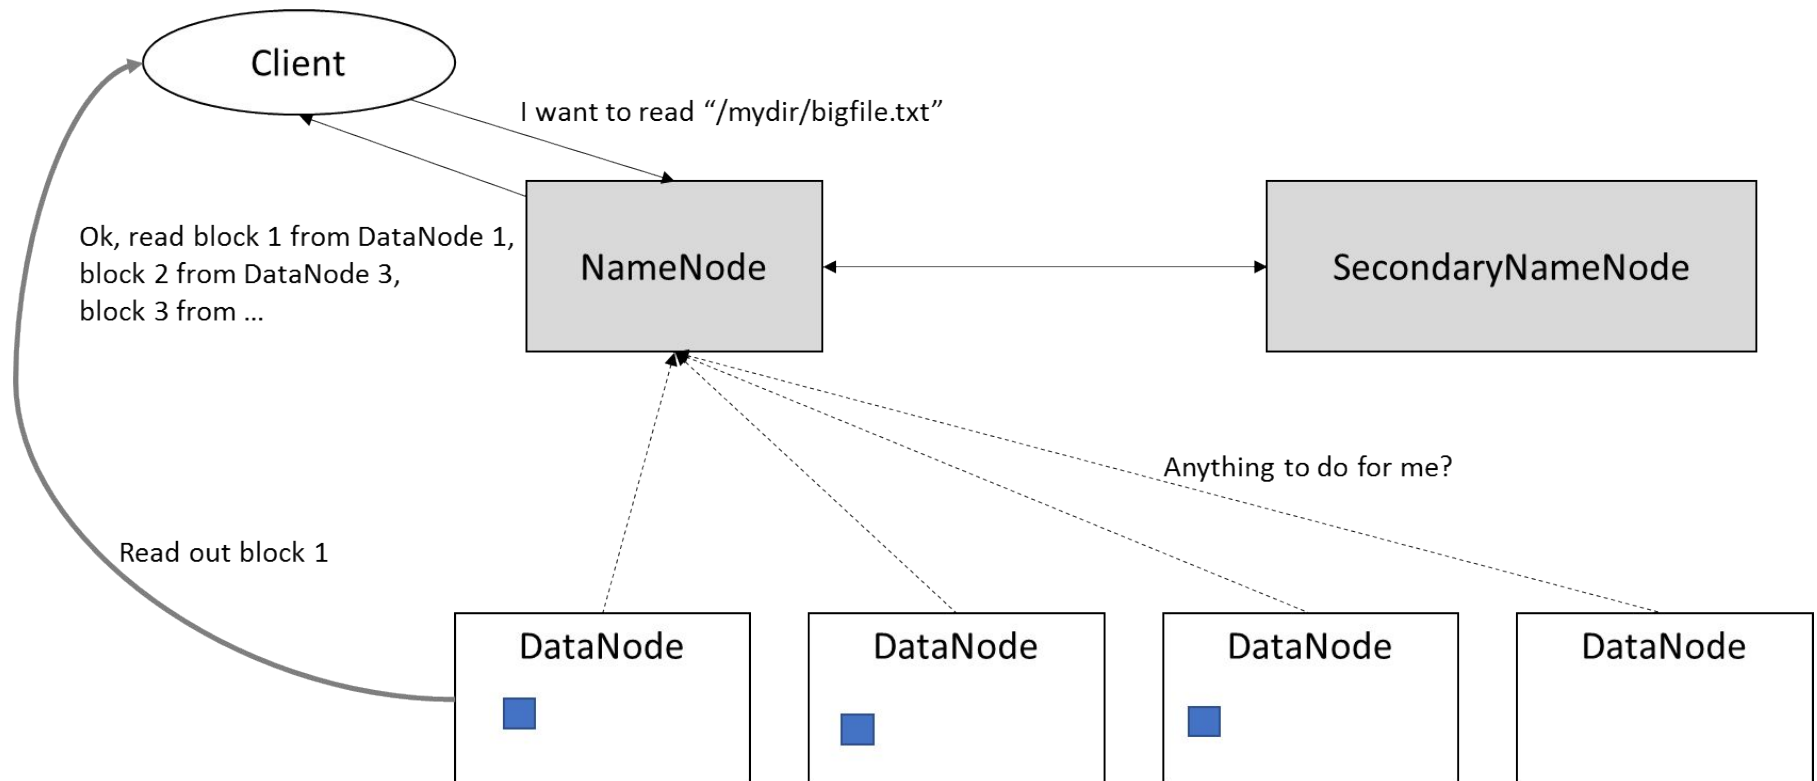 Client
I want to read “/mydir/bigfile.txt”
Ok, read block 1 from DataNode 1,
block 2 from DataNode 3,
block 3 from ...
NameNode
SecondaryNameNode
Anything to do for me?
Read out block 1
DataNode
DataNode
DataNode
DataNode